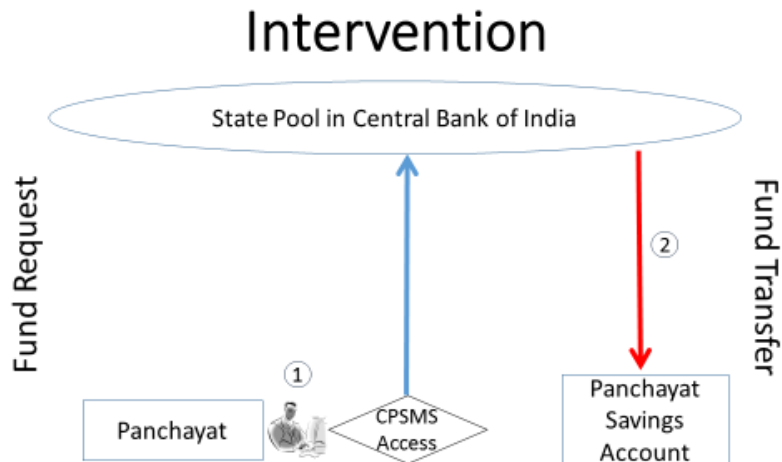 Intervention
State Pool in Central Bank of India
Fund Request
Fund Transfer
2
1
Panchayat
CPSMS
Access
Panchayat
Savings
Account